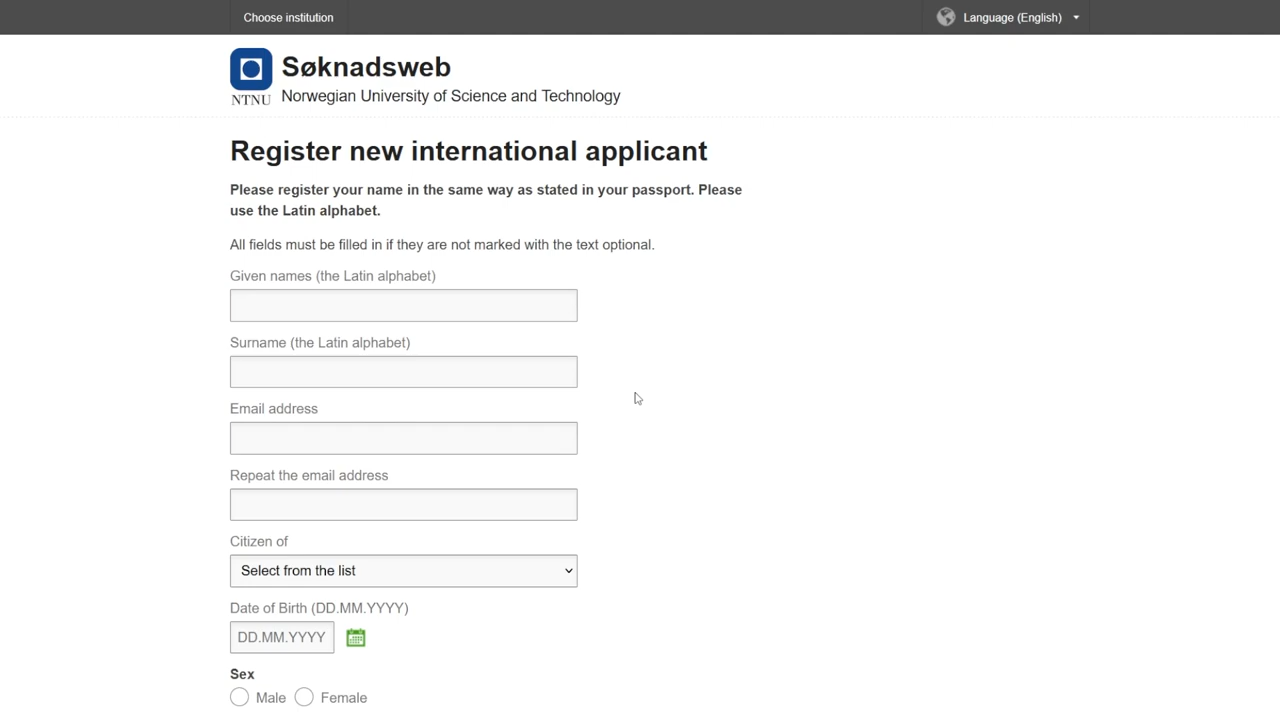 Choose institution
Language (English)
Søknadsweb
NTNU
Norwegian University of Science and Technology
Register new international applicant
Please register your name in the same way as stated in your passport. Please
use the Latin alphabet.
All fields must be filled in if they are not marked with the text optional.
Given names (the Latin alphabet)
Surname (the Latin alphabet)
Email address
Repeat the email address
Citizen of
Select from the list
Date of Birth (DD.MM.YYYY)
DD.MM.YYYY
Sex
Male Female